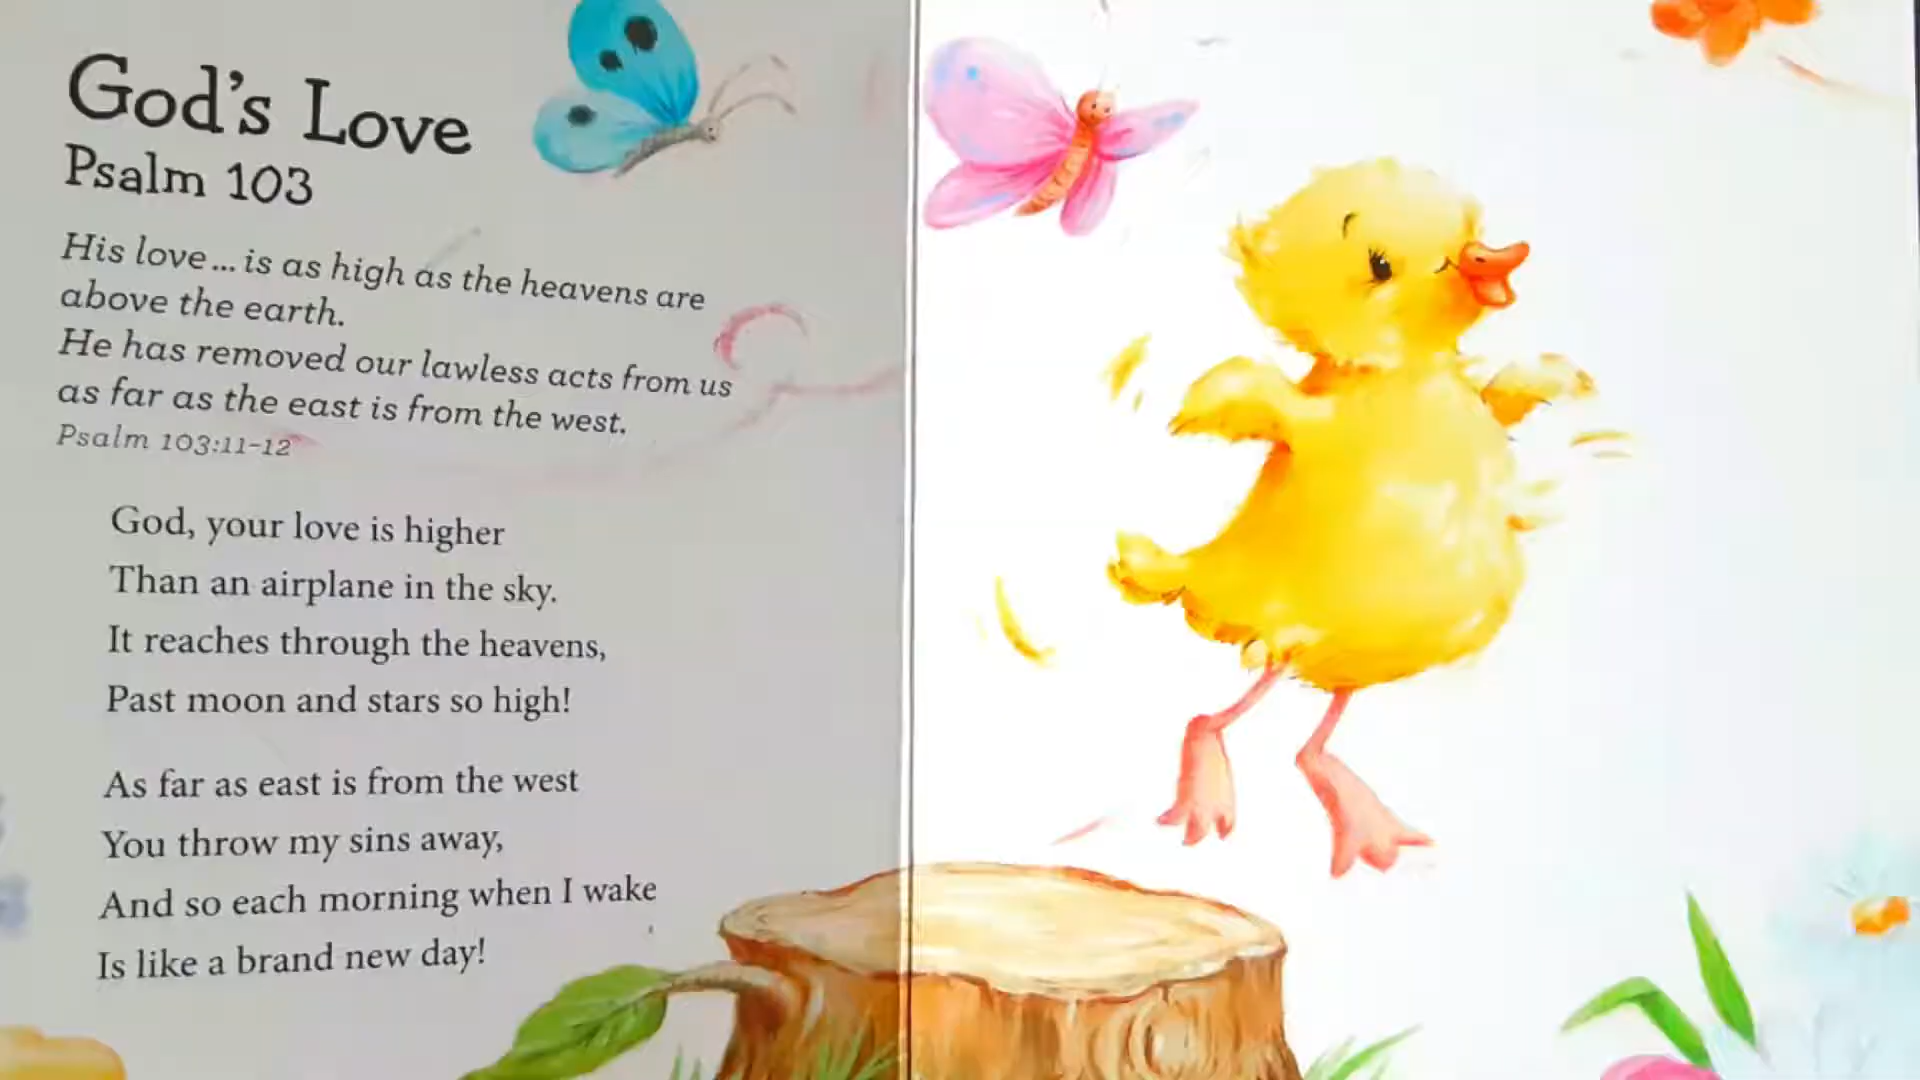 God's Love
Psalm 103
His love... is as high as the heavens are
above the earth.
He has removed our lawless acts from us
as far as the east is from the west.
Psalm 103:11-12
God, your love is higher
Than an airplane in the sky.
It reaches through the heavens,
Past moon and stars so high!
As far as east is from the west
You throw my sins away,
And so each morning when I wake
Is like a brand new day!